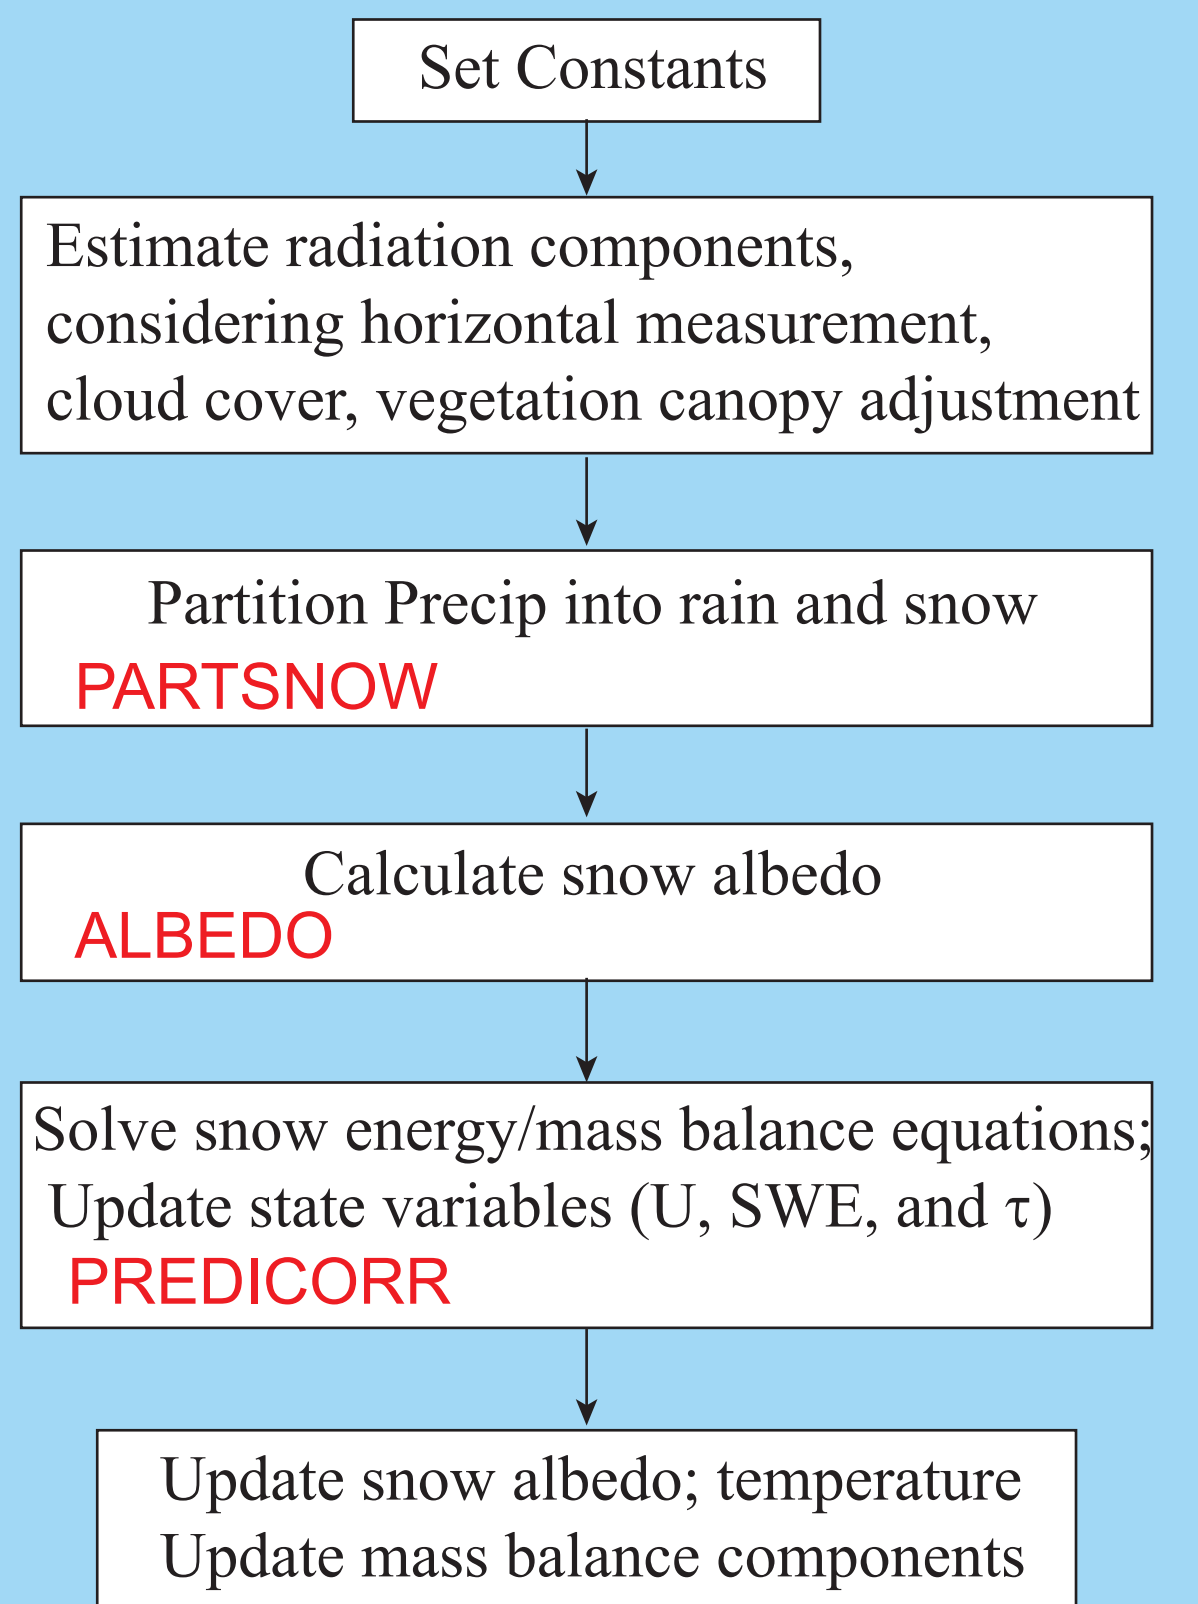 Set Constants
Estimate radiation components,
considering horizontal measurement,
cloud cover, vegetation canopy adjustment
Partition Precip into rain and snow
PARTSNOW
Calculate snow albedo
ALBEDO
Solve snow energy/mass balance equations;
Update state variables (U, SWE, and τ)
PREDICORR
Update snow albedo; temperature
Update mass balance components